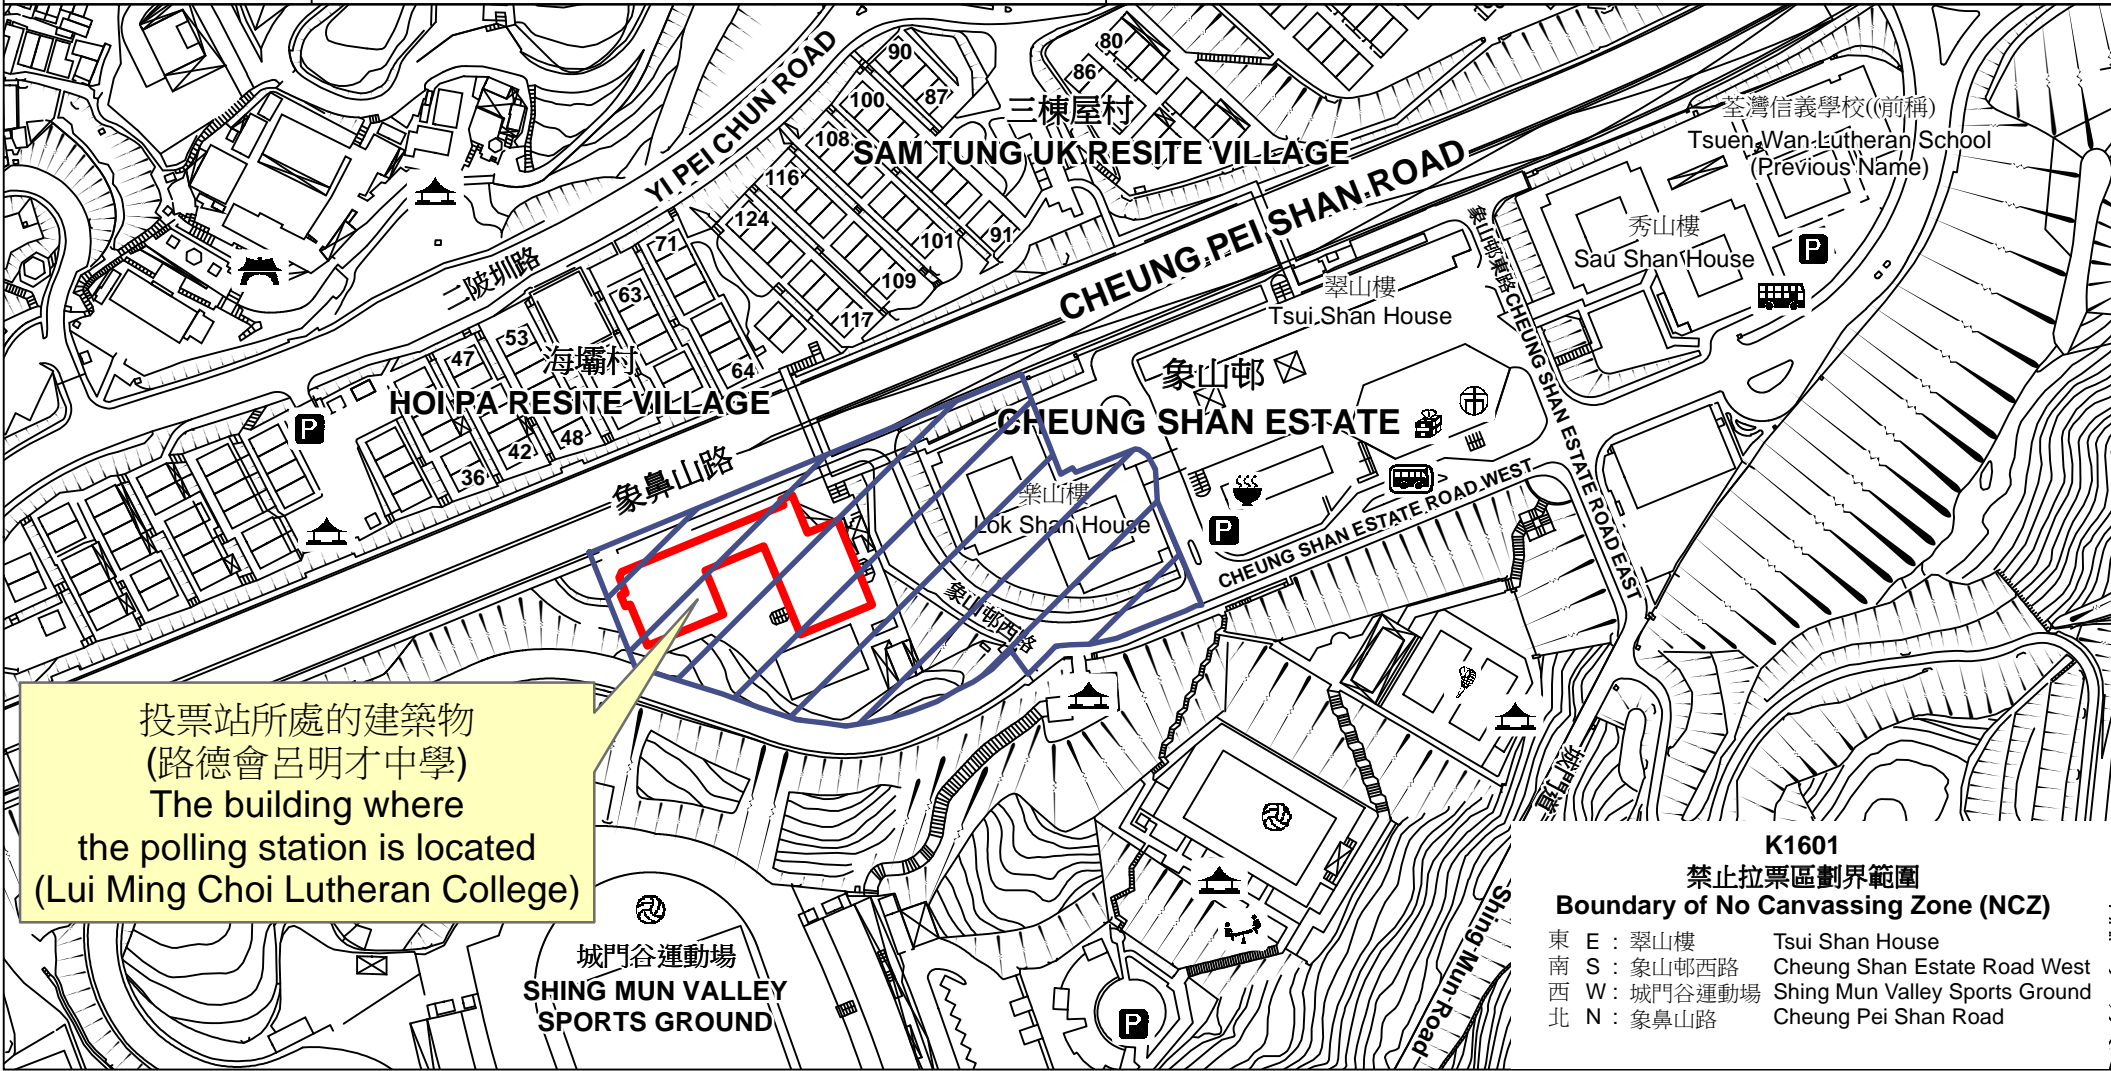 90
80
86
87
100
108
三棟屋村
SAM TUNG UK RESITE VILLAGE
YI PEI CHUN ROAD
二陂圳路
116
124
101
91
109
117
71
63
53
47
海壩村
64
HOI PA RESITE VILLAGE
48
42
36
P
CHEUNG PEI SHAN ROAD
象鼻山路
荃灣信義學校((前稱)
Tsuen Wan Lutheran School
(Previous Name)
秀山樓
Sau Shan House
P
翠山樓
Tsui Shan House
象山邨東路
CHEUNG SHAN ESTATE ROAD EAST
象山邨
CHEUNG SHAN ESTATE
樂山樓
Lok Shan House
P
CHEUNG SHAN ESTATE ROAD WEST
象山邨西路
投票站所處的建築物
(路德會呂明才中學)
The building where
the polling station is located
(Lui Ming Choi Lutheran College)
城門谷運動場
SHING MUN VALLEY
SPORTS GROUND
P
城門道
Shing Mun Road
K1601
禁止拉票區劃界範圍
Boundary of No Canvassing Zone (NCZ)
東 E : 翠山樓 Tsui Shan House
南 S : 象山邨西路 Cheung Shan Estate Road West
西 W : 城門谷運動場 Shing Mun Valley Sports Ground
北 N : 象鼻山路 Cheung Pei Shan Road